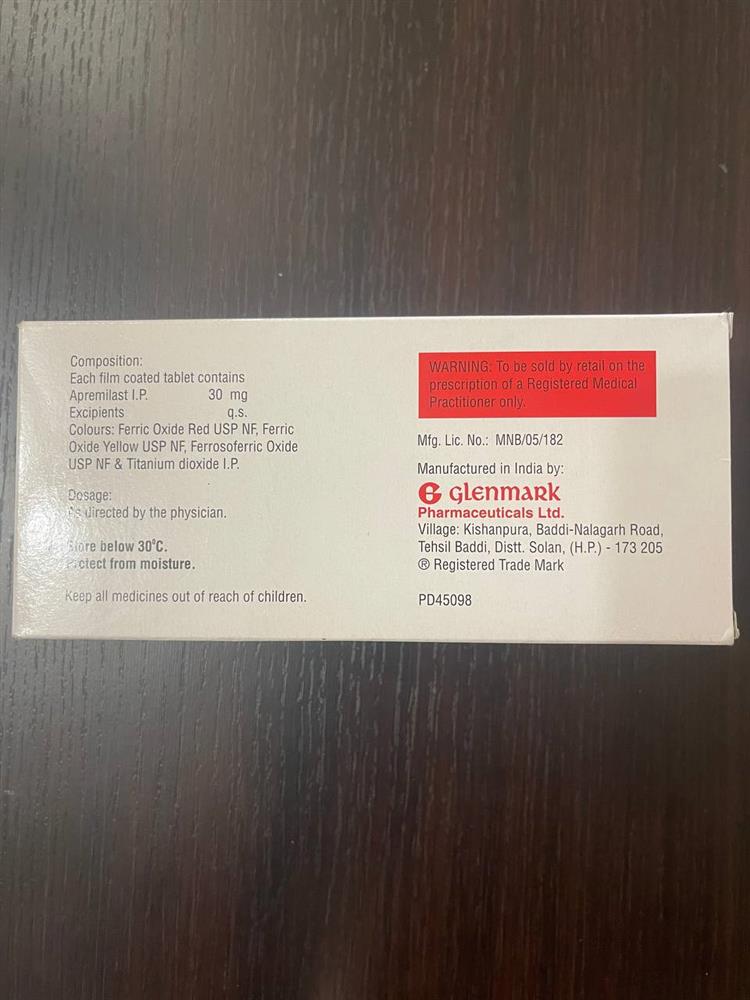 Composition:
Each film coated tablet contains
Apremilast I.P. 30 mg
Excipients q.s.
Colours: Ferric Oxide Red USP NF, Ferric
Oxide Yellow USP NF, Ferrosoferric Oxide
USP NF & Titanium dioxide I.P.
Dosage:
As directed by the physician.
Store below 30°C.
Protect from moisture.
Keep all medicines out of reach of children.
WARNING: To be sold by retail on the
prescription of a Registered Medical
Practitioner only.
Mfg. Lic. No.: MNB/05/182
Manufactured in India by:
glenmark
Pharmaceuticals Ltd.
Village: Kishanpura, Baddi-Nalagarh Road,
Tehsil Baddi, Distt. Solan, (H.P.) - 173 205
® Registered Trade Mark
PD45098